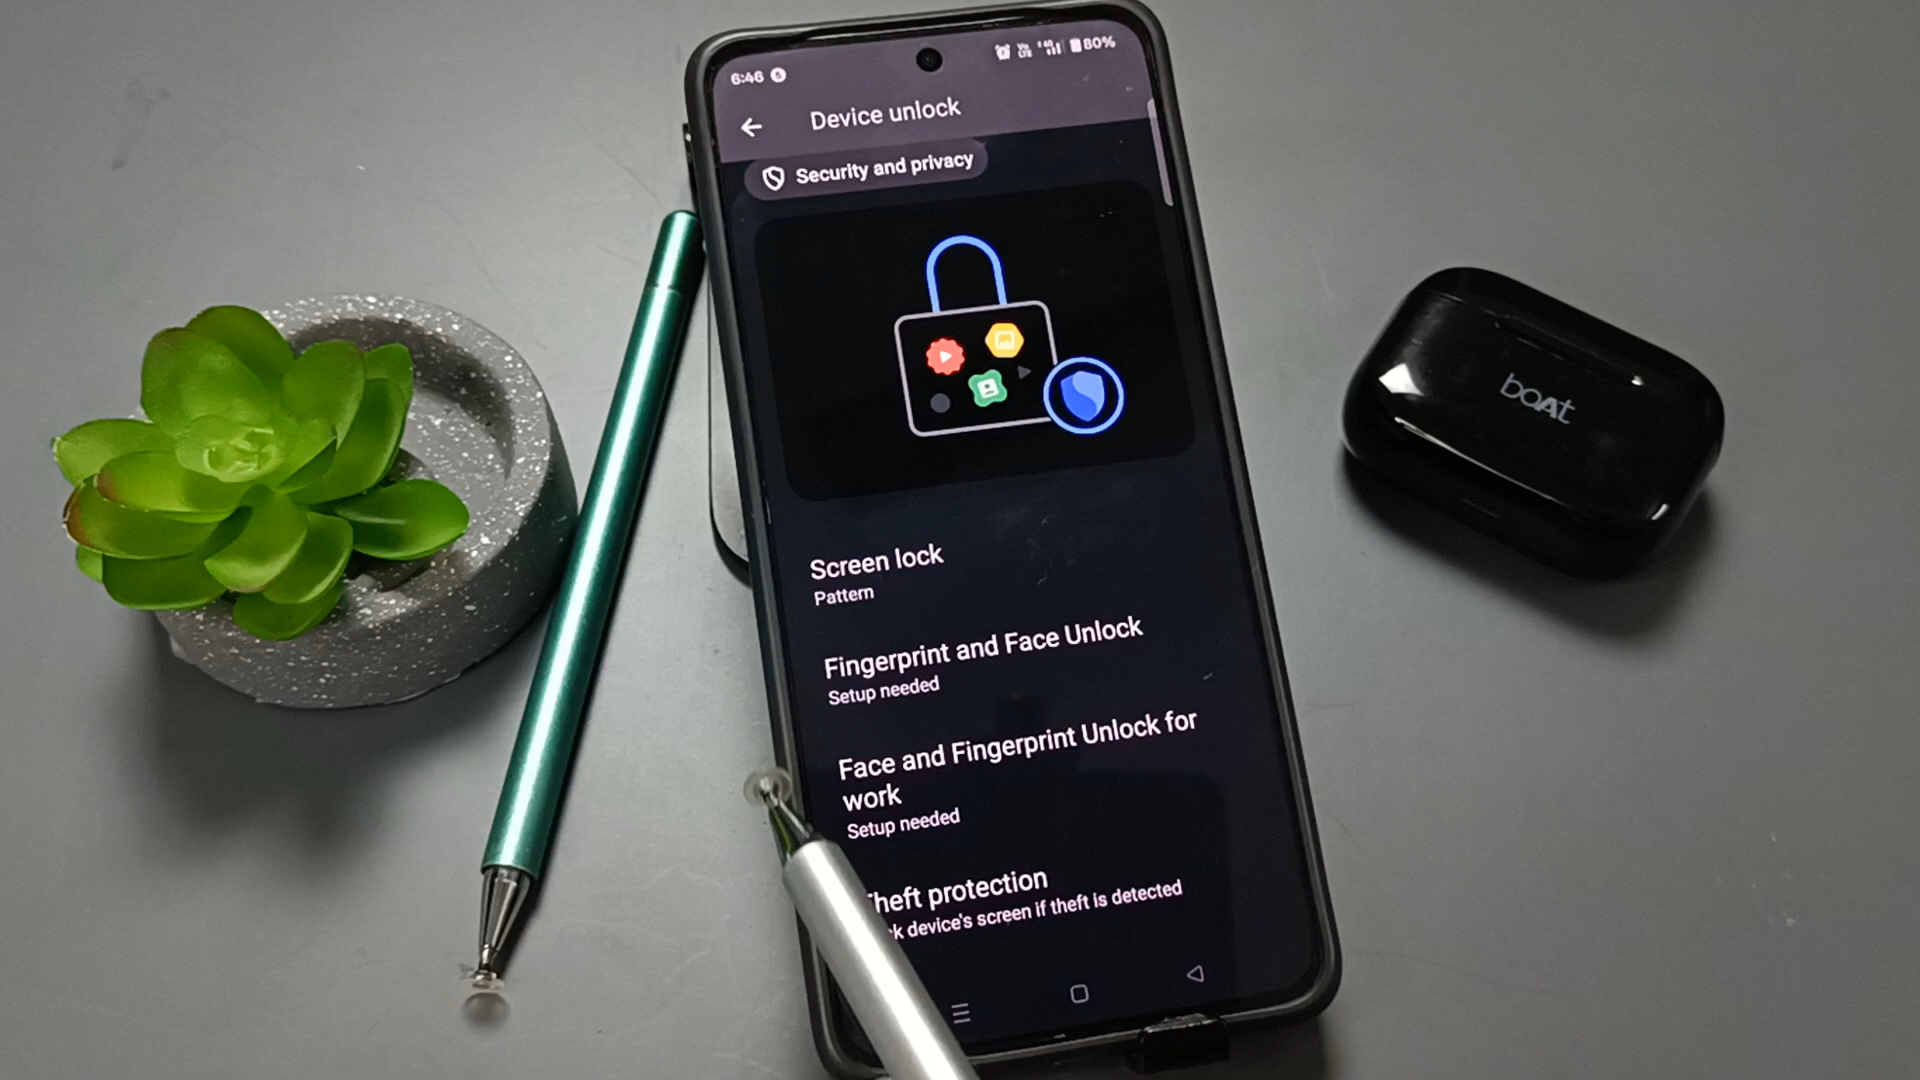 6:46
80%
Device unlock
Security and privacy
Screen lock
Pattern
Fingerprint and Face Unlock
Setup needed
Face and Fingerprint Unlock for
work
Setup needed
Theft protection
k device's screen if theft is detected
boAt